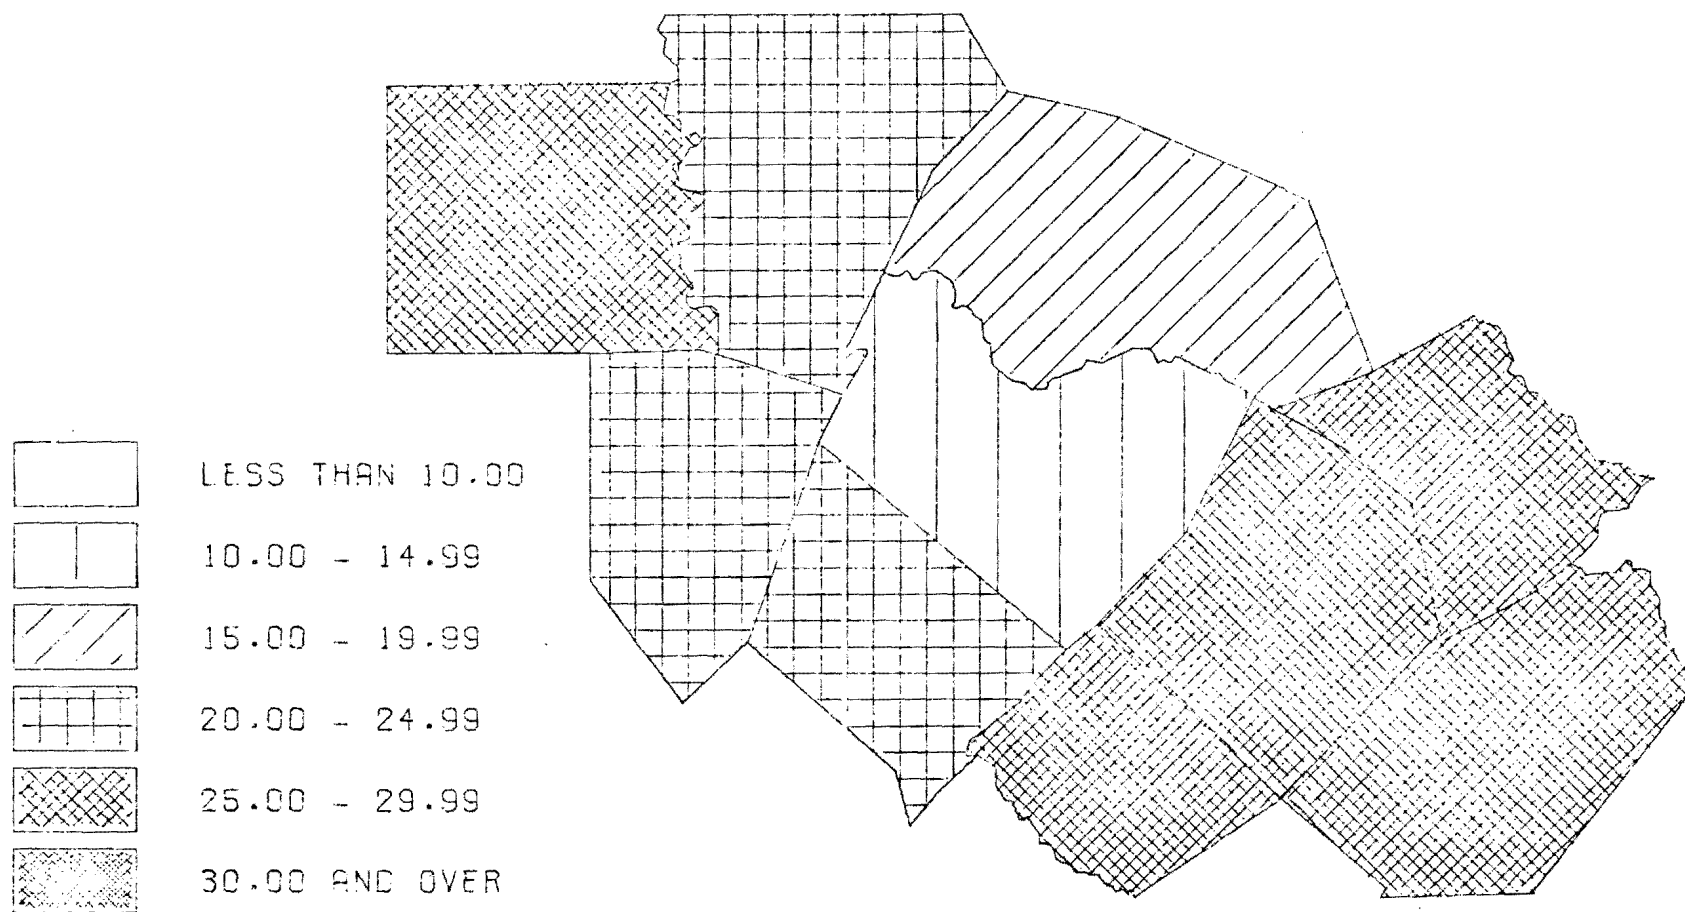 LESS THAN 10.00
10.00 - 14.99
15.00 - 19.99
20.00 - 24.99
25.00 - 29.99
30.00 AND OVER